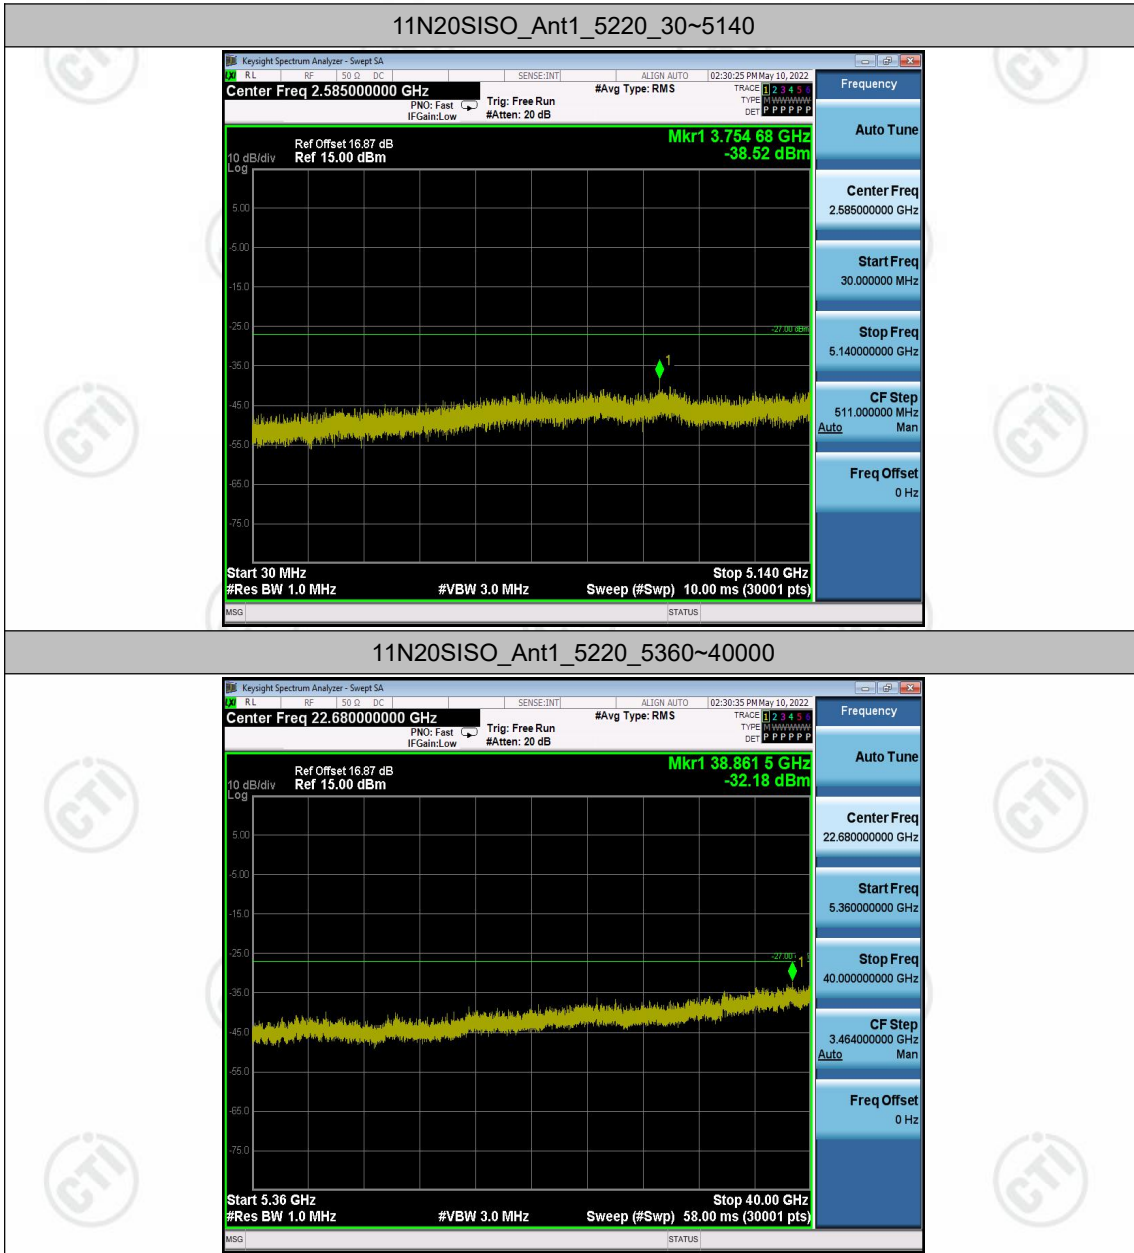 11N20SISO_Ant1_5220_30~5140
Keysight Spectrum Analyzer - Swept SA
LXI RL RF 50 Ω DC SENSE:INT ALIGN AUTO 02:30:25 PM May 10, 2022
Center Freq 2.585000000 GHz #Avg Type: RMS TRACE 1 2 3 4 5 6
PNO: Fast Trig: Free Run TYPE M WWWWW
IFGain:Low #Atten: 20 dB DET P P P P P P
Frequency
Auto Tune
Mkr1 3.754 68 GHz
-38.52 dBm
Ref Offset 16.87 dB
10 dB/div Ref 15.00 dBm
Log
5.00
-5.00
-15.0
-25.0
-27.00 dBm
-35.0
1
-45.0
-55.0
-65.0
-75.0
Start 30 MHz Stop 5.140 GHz
#Res BW 1.0 MHz #VBW 3.0 MHz Sweep (#Swp) 10.00 ms (30001 pts)
MSG STATUS
Center Freq
2.585000000 GHz
Start Freq
30.000000 MHz
Stop Freq
5.140000000 GHz
CF Step
511.000000 MHz
Auto Man
Freq Offset
0 Hz
11N20SISO_Ant1_5220_5360~40000
Keysight Spectrum Analyzer - Swept SA
LXI RL RF 50 Ω DC SENSE:INT ALIGN AUTO 02:30:35 PM May 10, 2022
Center Freq 22.680000000 GHz #Avg Type: RMS TRACE 1 2 3 4 5 6
PNO: Fast Trig: Free Run TYPE M WWWWW
IFGain:Low #Atten: 20 dB DET P P P P P P
Frequency
Auto Tune
Mkr1 38.861 5 GHz
-32.18 dBm
Ref Offset 16.87 dB
10 dB/div Ref 15.00 dBm
Log
5.00
-5.00
-15.0
-25.0
-27.00
1
-35.0
-45.0
-55.0
-65.0
-75.0
Start 5.36 GHz Stop 40.00 GHz
#Res BW 1.0 MHz #VBW 3.0 MHz Sweep (#Swp) 58.00 ms (30001 pts)
MSG STATUS
Center Freq
22.680000000 GHz
Start Freq
5.360000000 GHz
Stop Freq
40.000000000 GHz
CF Step
3.464000000 GHz
Auto Man
Freq Offset
0 Hz
CTI
CTI
CTI
CTI
CTI
CTI